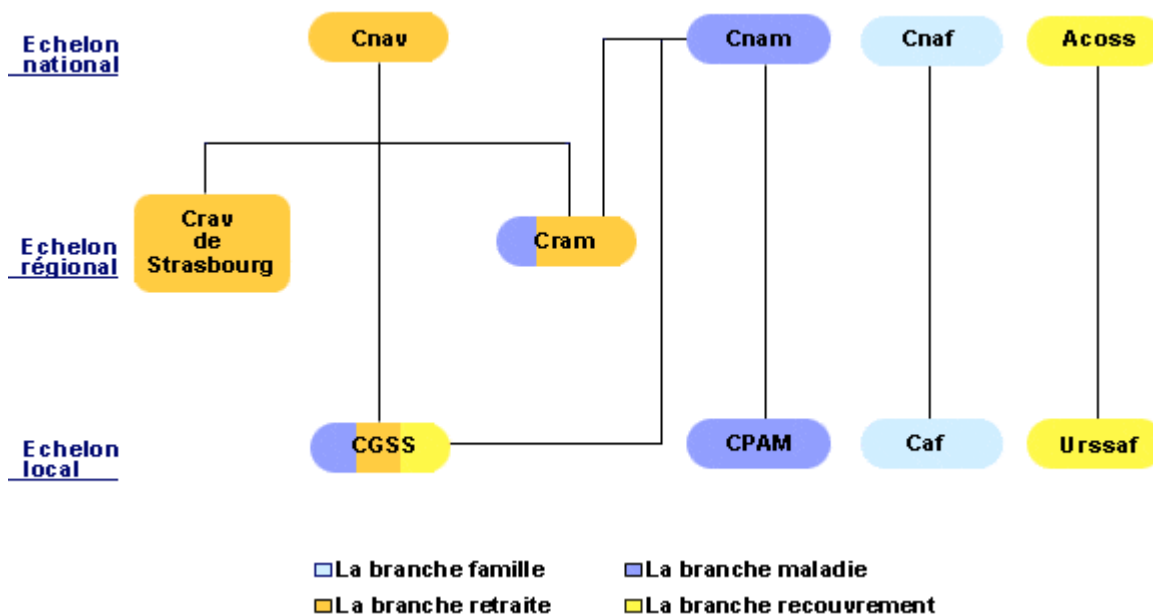 Echelon
national
Cnav
Cnam
Cnaf
Acoss
Echelon
régional
Crav
de
Strasbourg
Cram
Echelon
local
CGSS
CPAM
Caf
Urssaf
La branche famille
La branche maladie
La branche retraite
La branche recouvrement